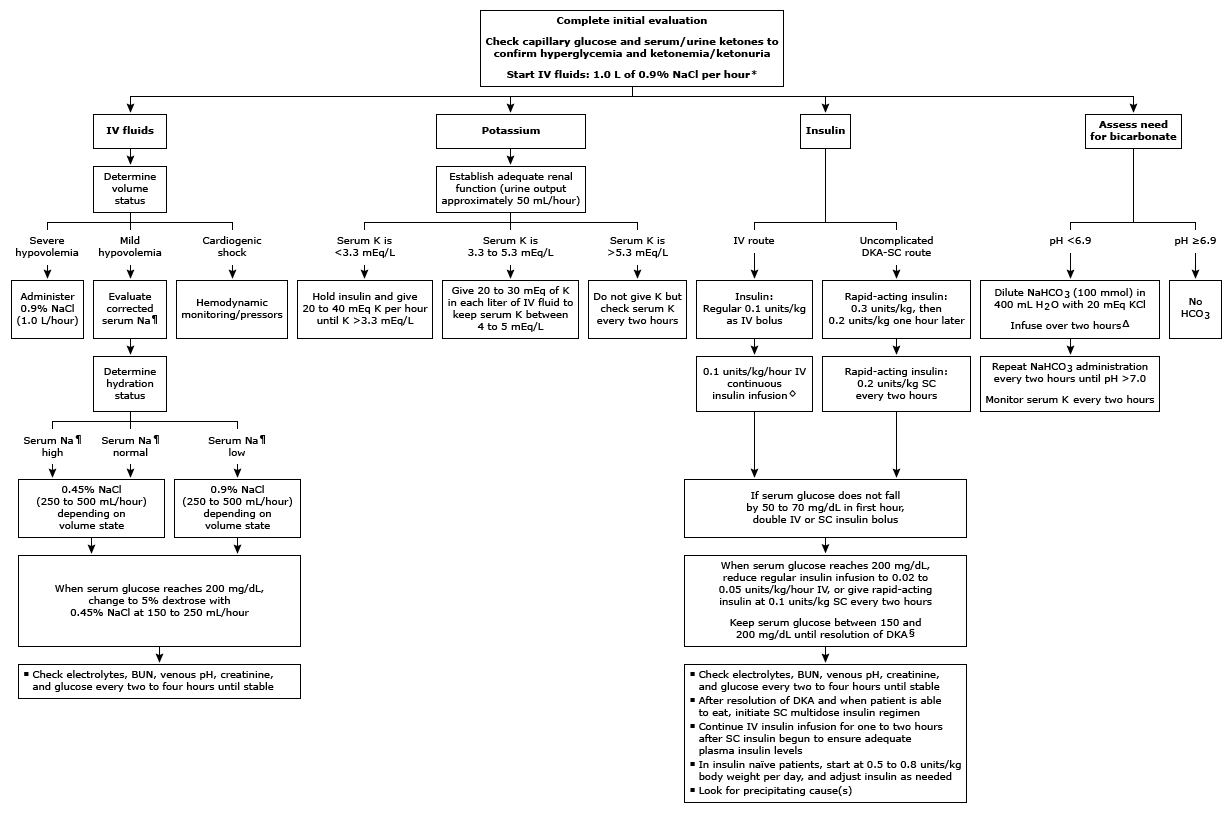 Complete initial evaluation
Check capillary glucose and serum/urine ketones to
confirm hyperglycemia and ketonemia/ketonuria
Start IV fluids: 1.0 L of 0.9% NaCl per hour*
IV fluids
Determine
volume
status
Severe
hypovolemia
Mild
hypovolemia
Cardiogenic
shock
Administer
0.9% NaCl
(1.0 L/hour)
Evaluate
corrected
serum Na¶
Hemodynamic
monitoring/pressors
Determine
hydration
status
Serum Na¶
high
Serum Na¶
normal
Serum Na¶
low
0.45% NaCl
(250 to 500 mL/hour)
depending on
volume state
0.9% NaCl
(250 to 500 mL/hour)
depending on
volume state
When serum glucose reaches 200 mg/dL,
change to 5% dextrose with
0.45% NaCl at 150 to 250 mL/hour
▪ Check electrolytes, BUN, venous pH, creatinine,
and glucose every two to four hours until stable
Potassium
Establish adequate renal
function (urine output
approximately 50 mL/hour)
Serum K is
<3.3 mEq/L
Serum K is
3.3 to 5.3 mEq/L
Serum K is
>5.3 mEq/L
Hold insulin and give
20 to 40 mEq K per hour
until K >3.3 mEq/L
Give 20 to 30 mEq of K
in each liter of IV fluid to
keep serum K between
4 to 5 mEq/L
Do not give K but
check serum K
every two hours
Insulin
IV route
Uncomplicated
DKA-SC route
Insulin:
Regular 0.1 units/kg
as IV bolus
Rapid-acting insulin:
0.3 units/kg, then
0.2 units/kg one hour later
0.1 units/kg/hour IV
continuous
insulin infusion◊
Rapid-acting insulin:
0.2 units/kg SC
every two hours
If serum glucose does not fall
by 50 to 70 mg/dL in first hour,
double IV or SC insulin bolus
When serum glucose reaches 200 mg/dL,
reduce regular insulin infusion to 0.02 to
0.05 units/kg/hour IV, or give rapid-acting
insulin at 0.1 units/kg SC every two hours
Keep serum glucose between 150 and
200 mg/dL until resolution of DKA§
▪ Check electrolytes, BUN, venous pH, creatinine,
and glucose every two to four hours until stable
▪ After resolution of DKA and when patient is able
to eat, initiate SC multidose insulin regimen
▪ Continue IV insulin infusion for one to two hours
after SC insulin begun to ensure adequate
plasma insulin levels
▪ In insulin naïve patients, start at 0.5 to 0.8 units/kg
body weight per day, and adjust insulin as needed
▪ Look for precipitating cause(s)
Assess need
for bicarbonate
pH <6.9
pH ≥6.9
Dilute NaHCO3 (100 mmol) in
400 mL H2O with 20 mEq KCl
Infuse over two hoursΔ
No
HCO3
Repeat NaHCO3 administration
every two hours until pH >7.0
Monitor serum K every two hours